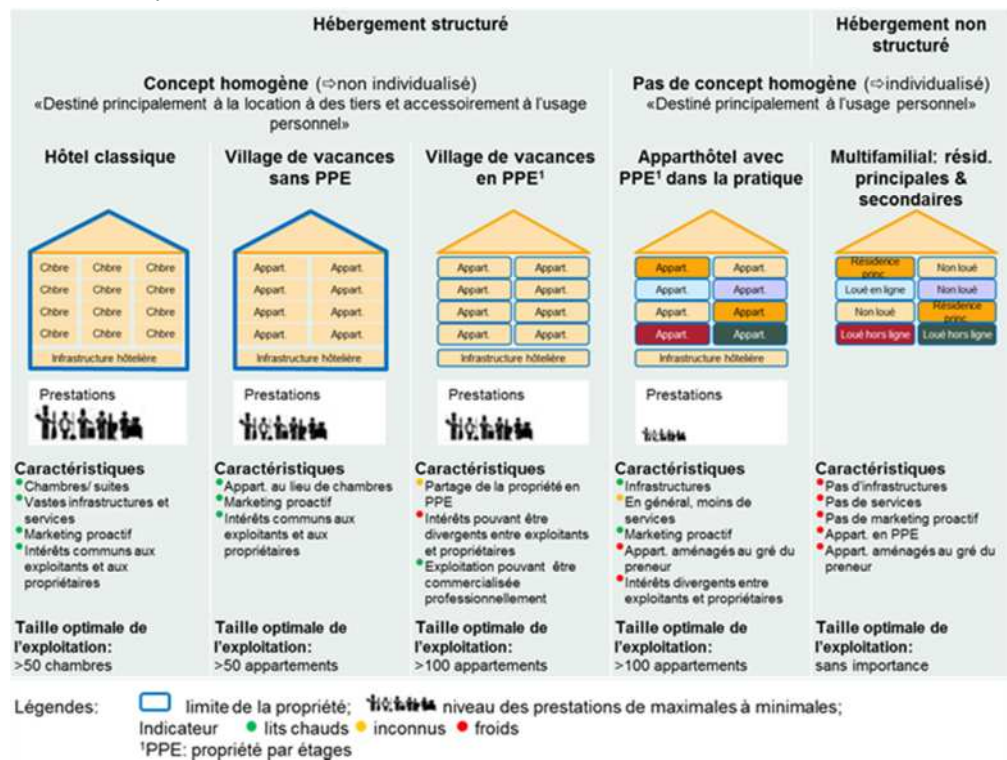 Hébergement structuré
Hébergement non
structuré
Concept homogène (⇨non individualisé)
«Destiné principalement à la location à des tiers et accessoirement à l'usage
personnel»
Pas de concept homogène (⇨individualisé)
«Destiné principalement à l'usage personnel»
Hôtel classique
Village de vacances
sans PPE
Village de vacances
en PPE¹
Apparthôtel avec
PPE¹ dans la pratique
Multifamilial: résid.
principales &
secondaires
Chbre Chbre Chbre
Chbre Chbre Chbre
Chbre Chbre Chbre
Chbre Chbre Chbre
Infrastructure hôtelière
Appart. Appart.
Appart. Appart.
Appart. Appart.
Appart. Appart.
Infrastructure hôtelière
Appart. Appart.
Appart. Appart.
Appart. Appart.
Appart. Appart.
Infrastructure hôtelière
Appart. Appart.
Appart. Appart.
Appart. Appart.
Appart. Appart.
Infrastructure hôtelière
Résidence
princ.
Non loué
Loué en ligne
Non loué
Non loué
Résidence
princ.
Loué hors ligne
Loué hors ligne
Prestations
Prestations
Prestations
Prestations
Caractéristiques
Chambres/ suites
Vastes infrastructures et
services
Marketing proactif
Intérêts communs aux
exploitants et aux
propriétaires
Caractéristiques
Appart. au lieu de chambres
Marketing proactif
Intérêts communs aux
exploitants et aux
propriétaires
Caractéristiques
Partage de la propriété en
PPE
Intérêts pouvant être
divergents entre exploitants
et propriétaires
Exploitation pouvant être
commercialisée
professionnellement
Caractéristiques
Infrastructures
En général, moins de
services
Marketing proactif
Appart. aménagés au gré du
preneur
Intérêts divergents entre
exploitants et propriétaires
Caractéristiques
Pas d'infrastructures
Pas de services
Pas de marketing proactif
Appart. en PPE
Appart. aménagés au gré du
preneur
Taille optimale de
l'exploitation:
>50 chambres
Taille optimale de
l'exploitation:
>50 appartements
Taille optimale de
l'exploitation:
>100 appartements
Taille optimale de
l'exploitation:
>100 appartements
Taille optimale de
l'exploitation:
sans importance
Légendes: limite de la propriété; niveau des prestations de maximales à minimales;
Indicateur lits chauds inconnus froids
¹PPE: propriété par étages